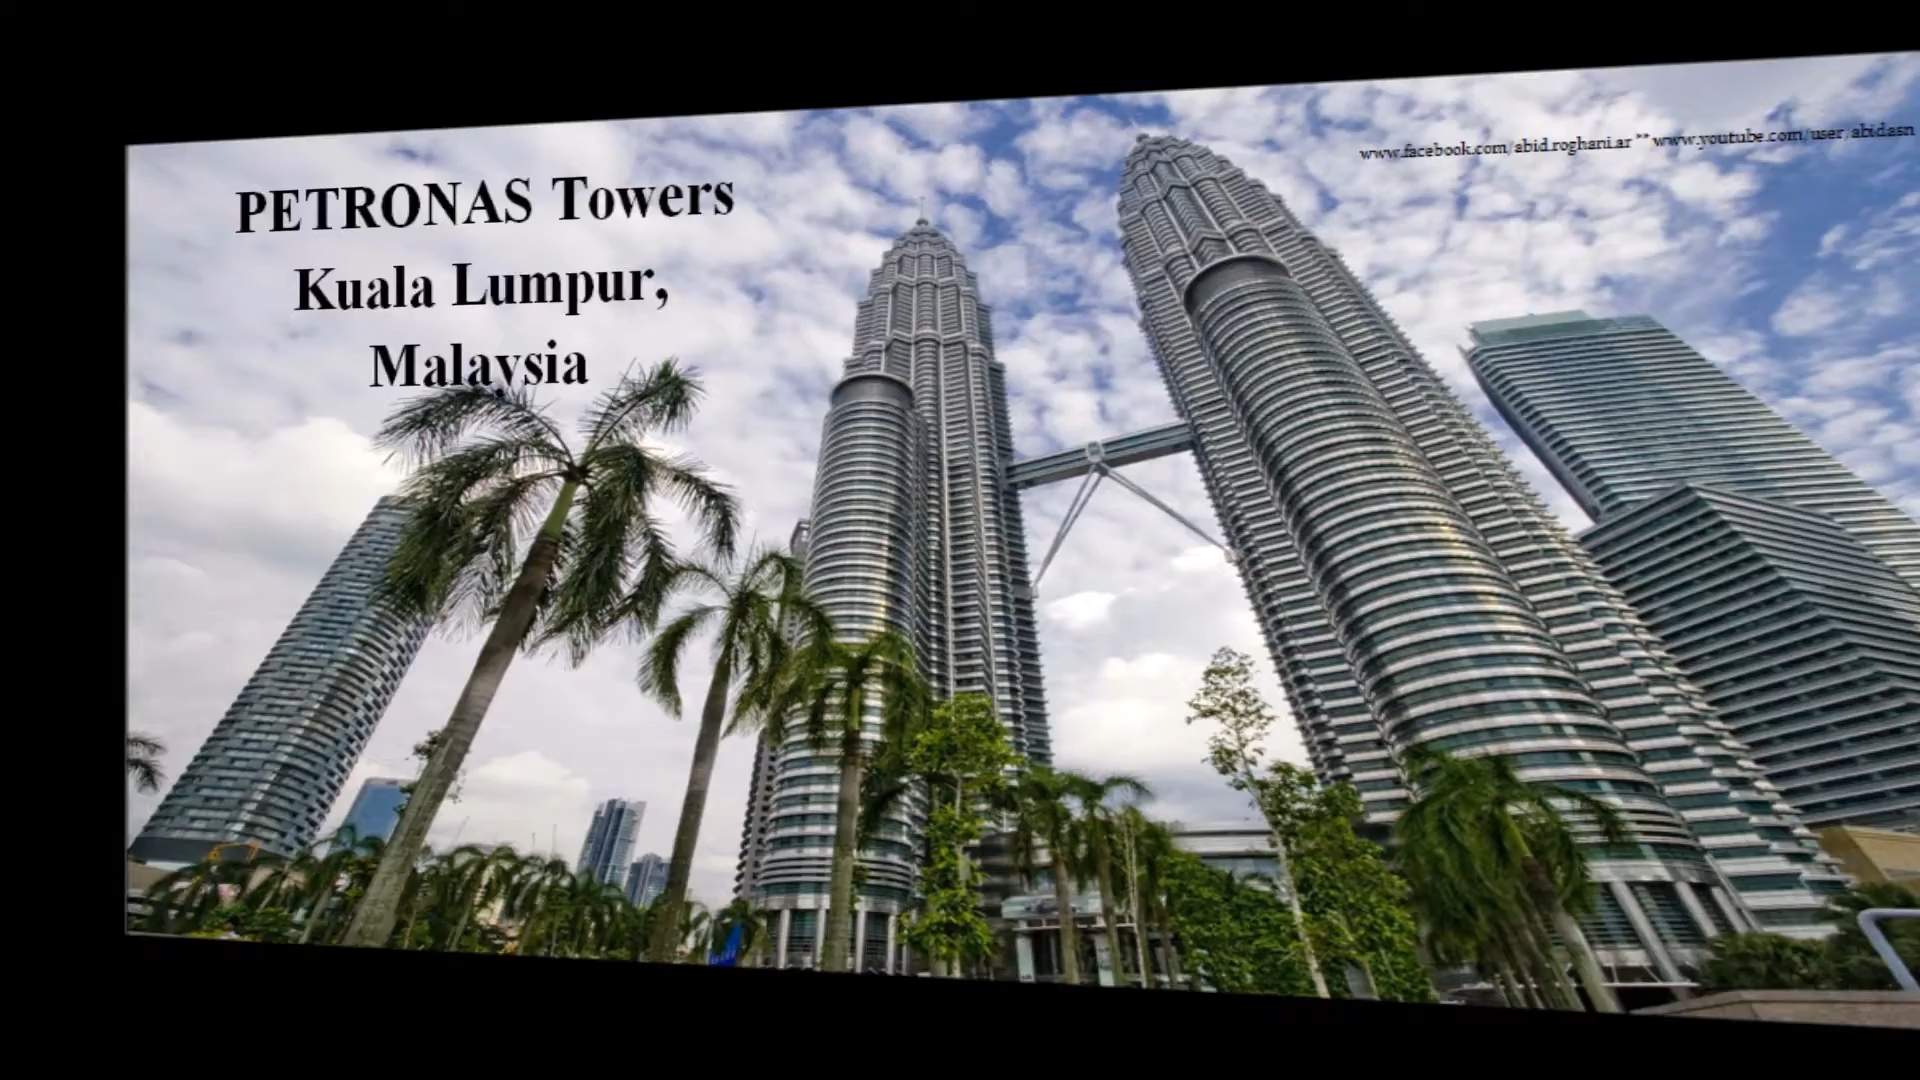 PETRONAS Towers
Kuala Lumpur,
Malaysia
www.facebook.com/abid.roghani.ar ** www.youtube.com/user/abidasn